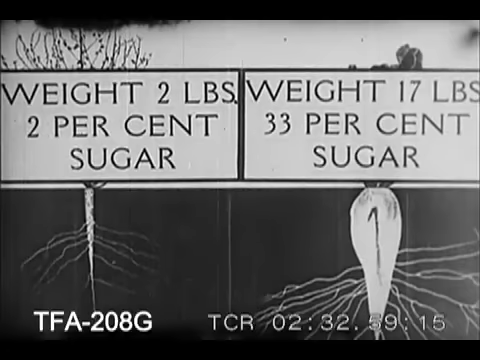 WEIGHT 2 LBS.
2 PER CENT
SUGAR
WEIGHT 17 LBS
33 PER CENT
SUGAR
TFA-208G
TCR 02:32.59:15